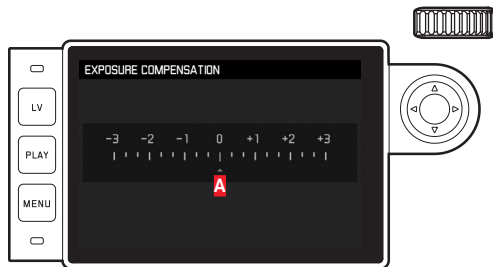 EXPOSURE COMPENSATION
LV
-3 -2 -1 0 +1 +2 +3
PLAY
A
MENU